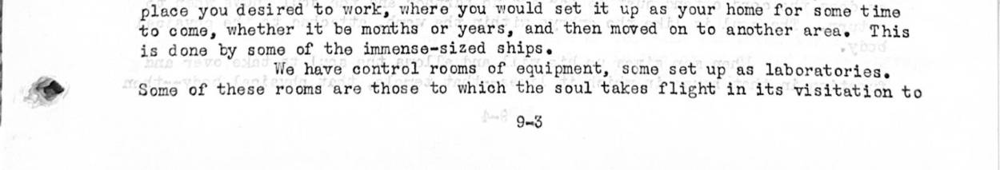 place you desired to work, where you would set it up as your home for some time
to come, whether it be months or years, and then moved on to another area. This
is done by some of the immense-sized ships.
We have control rooms of equipment, some set up as laboratories.
Some of these rooms are those to which the soul takes flight in its visitation to
9-3